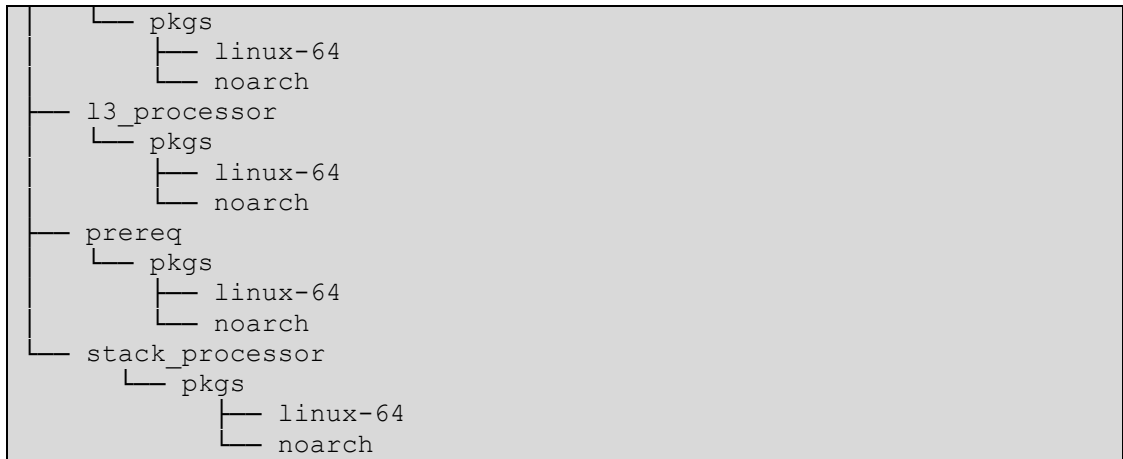 │   └── pkgs
│       ├── linux-64
│       └── noarch
├── l3_processor
│   └── pkgs
│       ├── linux-64
│       └── noarch
├── prereq
│   └── pkgs
│       ├── linux-64
│       └── noarch
└── stack_processor
    └── pkgs
        ├── linux-64
        └── noarch